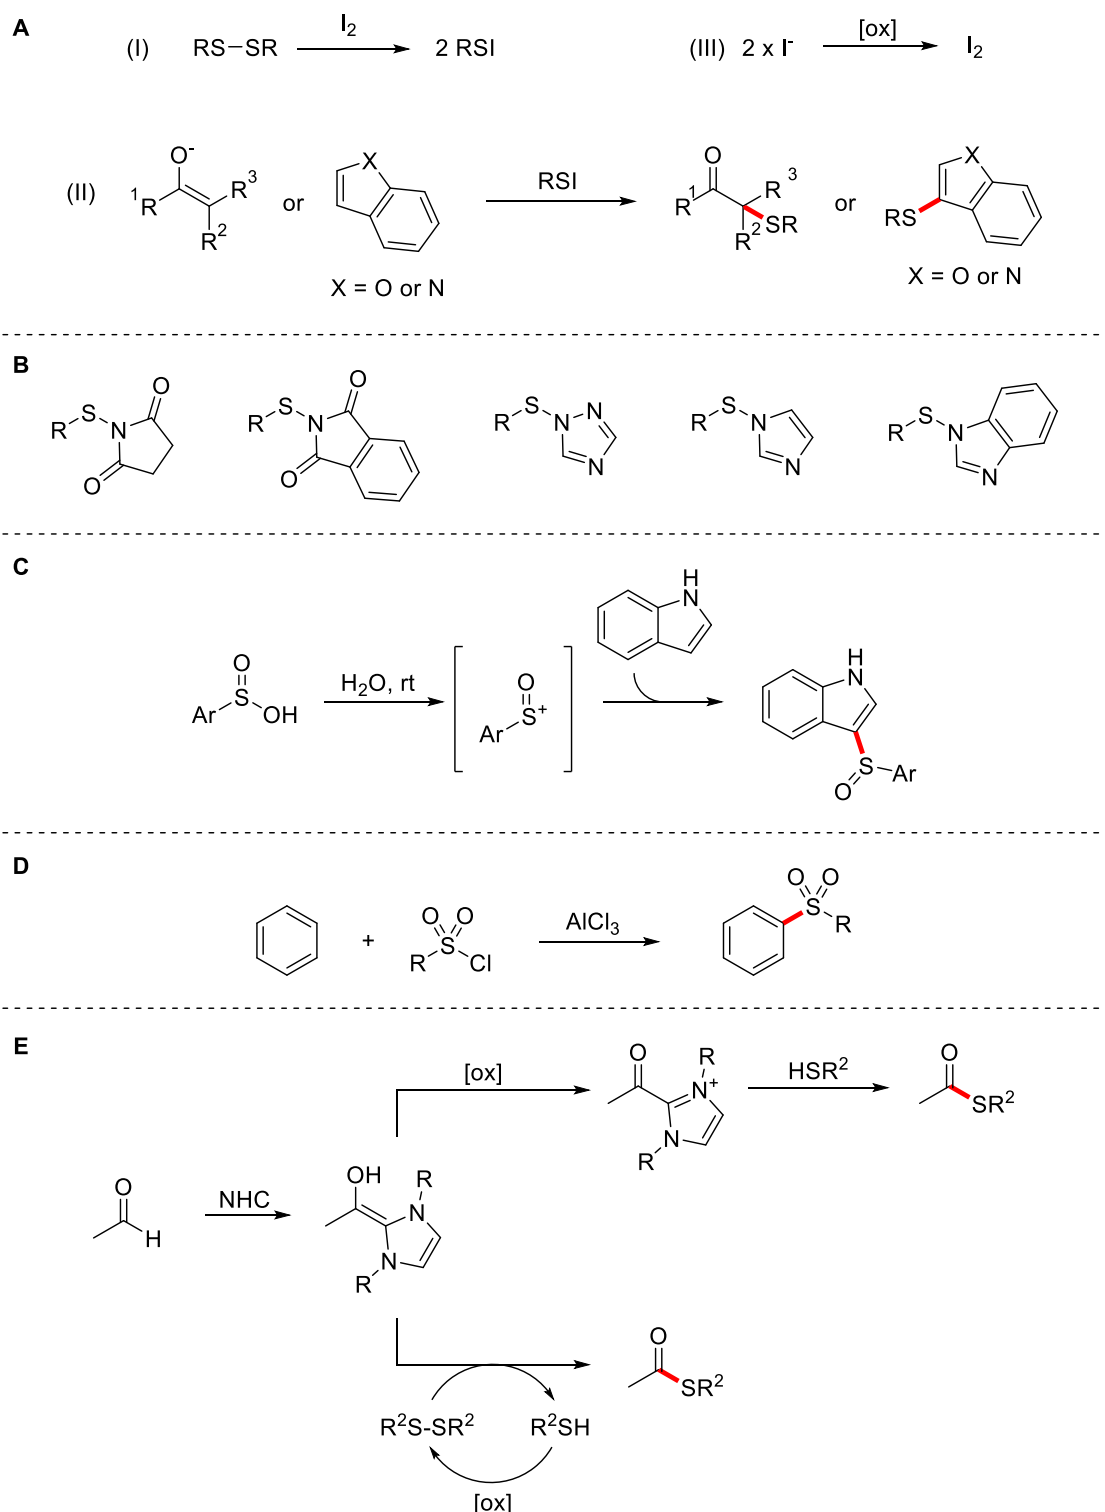 A
(I) RS–SR I₂ 2 RSI (III) 2 x I⁻ [ox] I₂
(II) ¹R O⁻ R³ R² or X RSI ¹R O R³ R² SR or RS X
X = O or N X = O or N
B
R S N O O R S N O O R S N N N R S N N R S N N
C
Ar S O OH H₂O, rt Ar S⁺ O N H N H S O Ar
D
+ R S O O Cl AlCl₃ O O S R
E
[ox] O R N⁺ N R HSR² O SR²
O H NHC OH R N N R
O SR²
R²S-SR² R²SH
[ox]